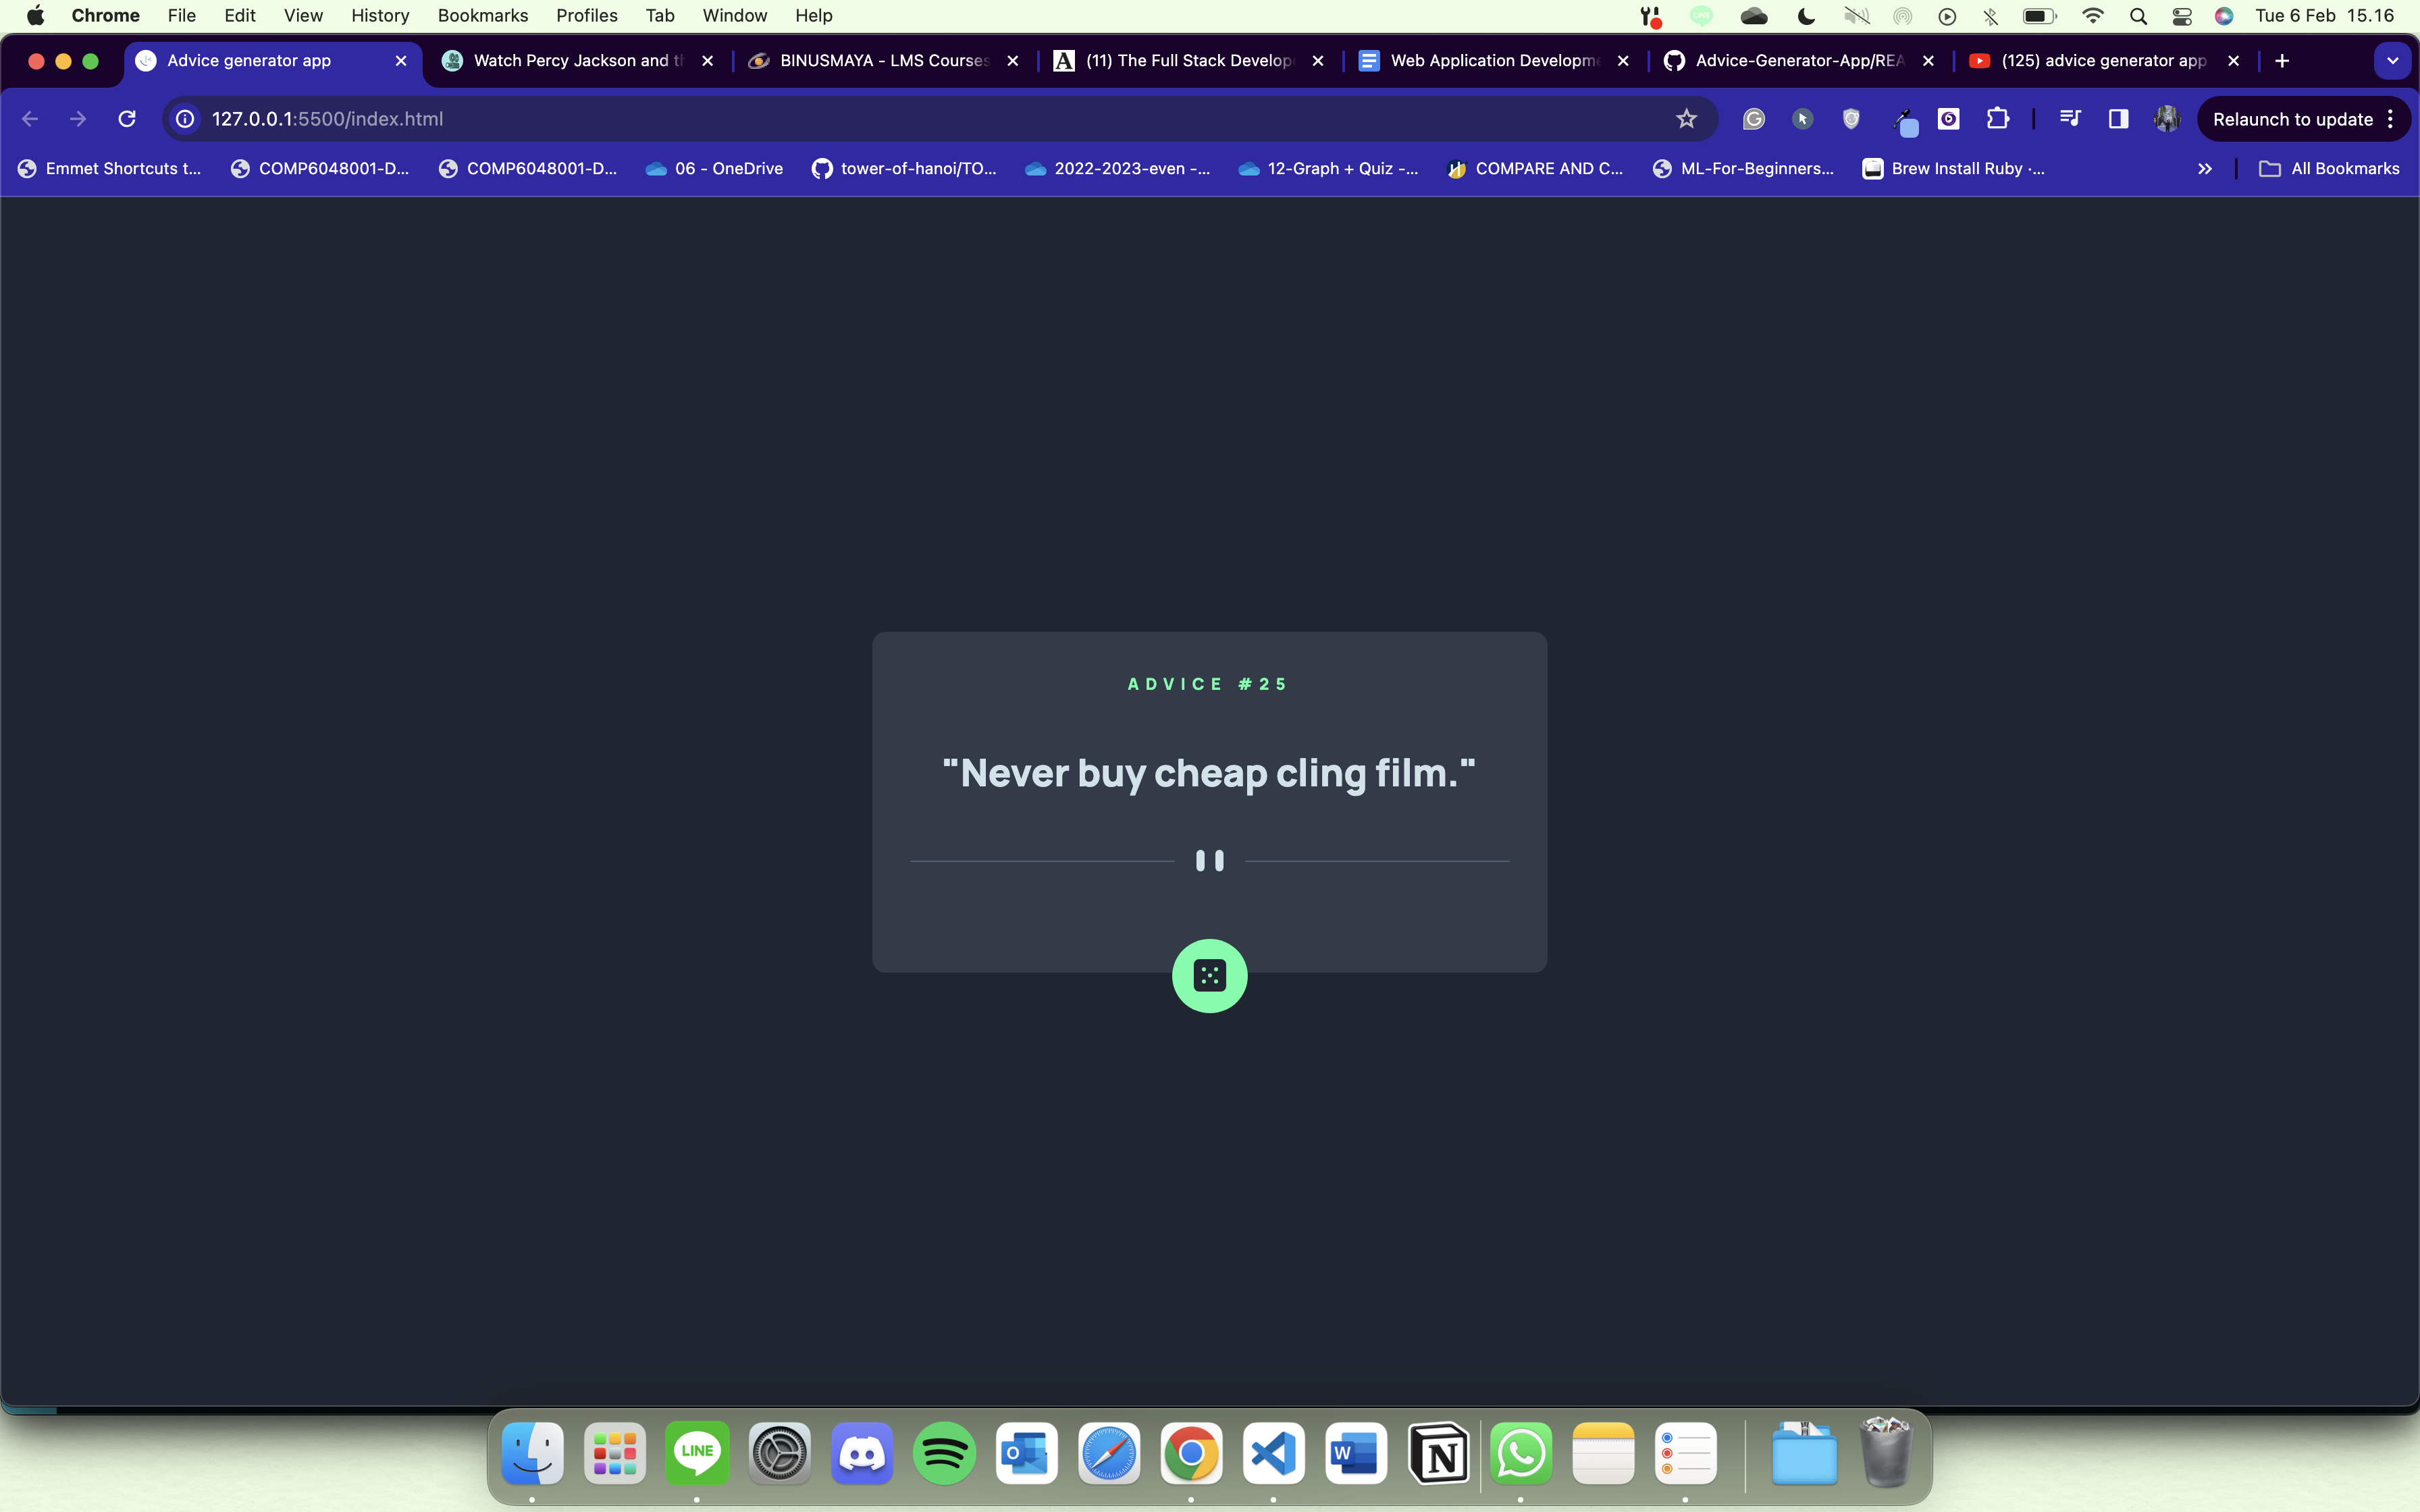 Chrome File Edit View History Bookmarks Profiles Tab Window Help Tue 6 Feb 15.16
Advice generator app Watch Percy Jackson and th BINUSMAYA - LMS Courses (11) The Full Stack Develope Web Application Developme Advice-Generator-App/REA (125) advice generator app
127.0.0.1:5500/index.html Relaunch to update
Emmet Shortcuts t... COMP6048001-D... COMP6048001-D... 06 - OneDrive tower-of-hanoi/TO... 2022-2023-even -... 12-Graph + Quiz -... COMPARE AND C... ML-For-Beginners... Brew Install Ruby ·... All Bookmarks
ADVICE #25
"Never buy cheap cling film."
LINE